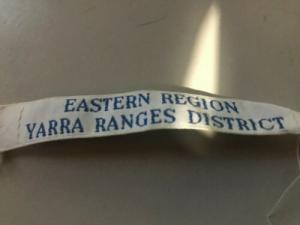 EASTERN REGION
YARRA RANGES DISTRICT